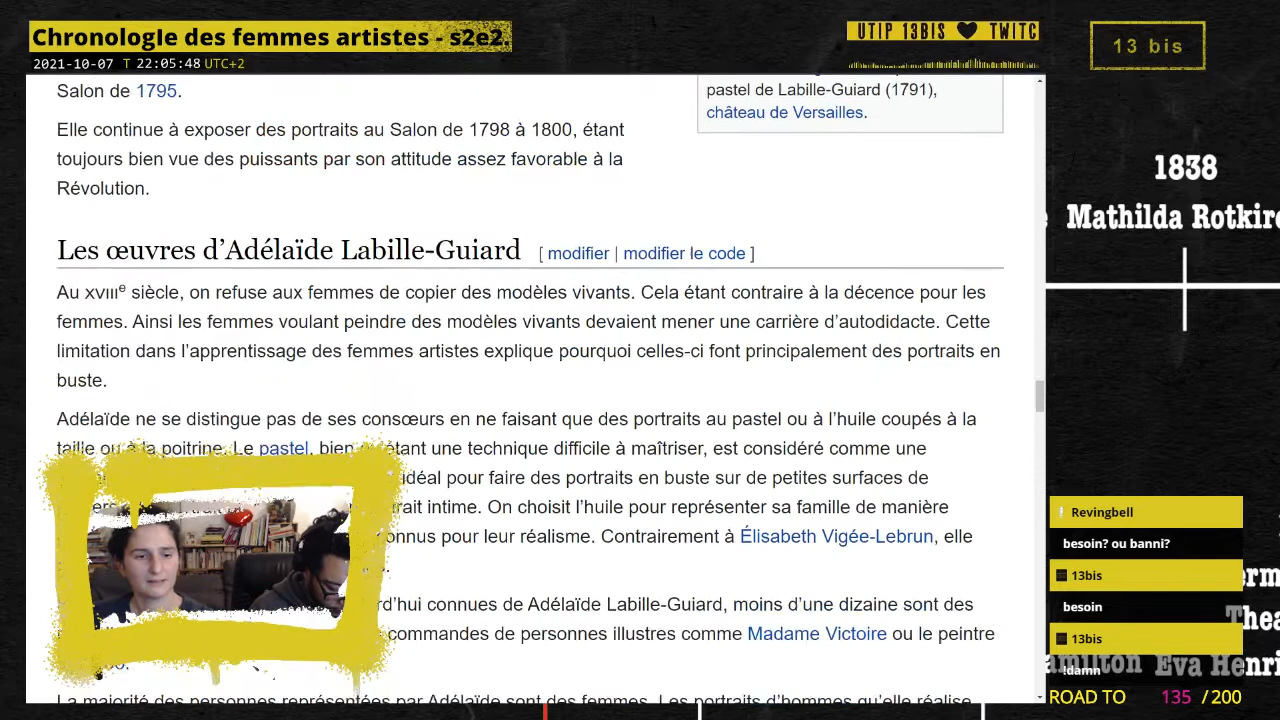 Chronologie des femmes artistes - s2e2
2021-10-07 T 22:05:48 UTC+2
UTIP 13BIS TWITC
13 bis
Salon de 1795.
pastel de Labille-Guiard (1791),
château de Versailles.
Elle continue à exposer des portraits au Salon de 1798 à 1800, étant
toujours bien vue des puissants par son attitude assez favorable à la
Révolution.
Les œuvres d’Adélaïde Labille-Guiard [ modifier | modifier le code ]
Au XVIIIe siècle, on refuse aux femmes de copier des modèles vivants. Cela étant contraire à la décence pour les
femmes. Ainsi les femmes voulant peindre des modèles vivants devaient mener une carrière d’autodidacte. Cette
limitation dans l’apprentissage des femmes artistes explique pourquoi celles-ci font principalement des portraits en
buste.
Adélaïde ne se distingue pas de ses consœurs en ne faisant que des portraits au pastel ou à l’huile coupés à la
taille ou à la poitrine. Le pastel, bien étant une technique difficile à maîtriser, est considéré comme une
idéal pour faire des portraits en buste sur de petites surfaces de
intime. On choisit l’huile pour représenter sa famille de manière
connus pour leur réalisme. Contrairement à Élisabeth Vigée-Lebrun, elle
connues de Adélaïde Labille-Guiard, moins d’une dizaine sont des
commandes de personnes illustres comme Madame Victoire ou le peintre
La majorité des personnes représentées par Adélaïde sont les femmes. Les portraits d’hommes qu’elle réalise
1838
Mathilda Rotkir
Revingbell
besoin? ou banni?
13bis
besoin
13bis
!damn
Eva Henri
ROAD TO 135 / 200